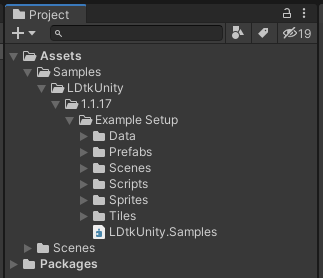 Project
19
Assets
Samples
LDtkUnity
1.1.17
Example Setup
Data
Prefabs
Scenes
Scripts
Sprites
Tiles
LDtkUnity.Samples
Scenes
Packages